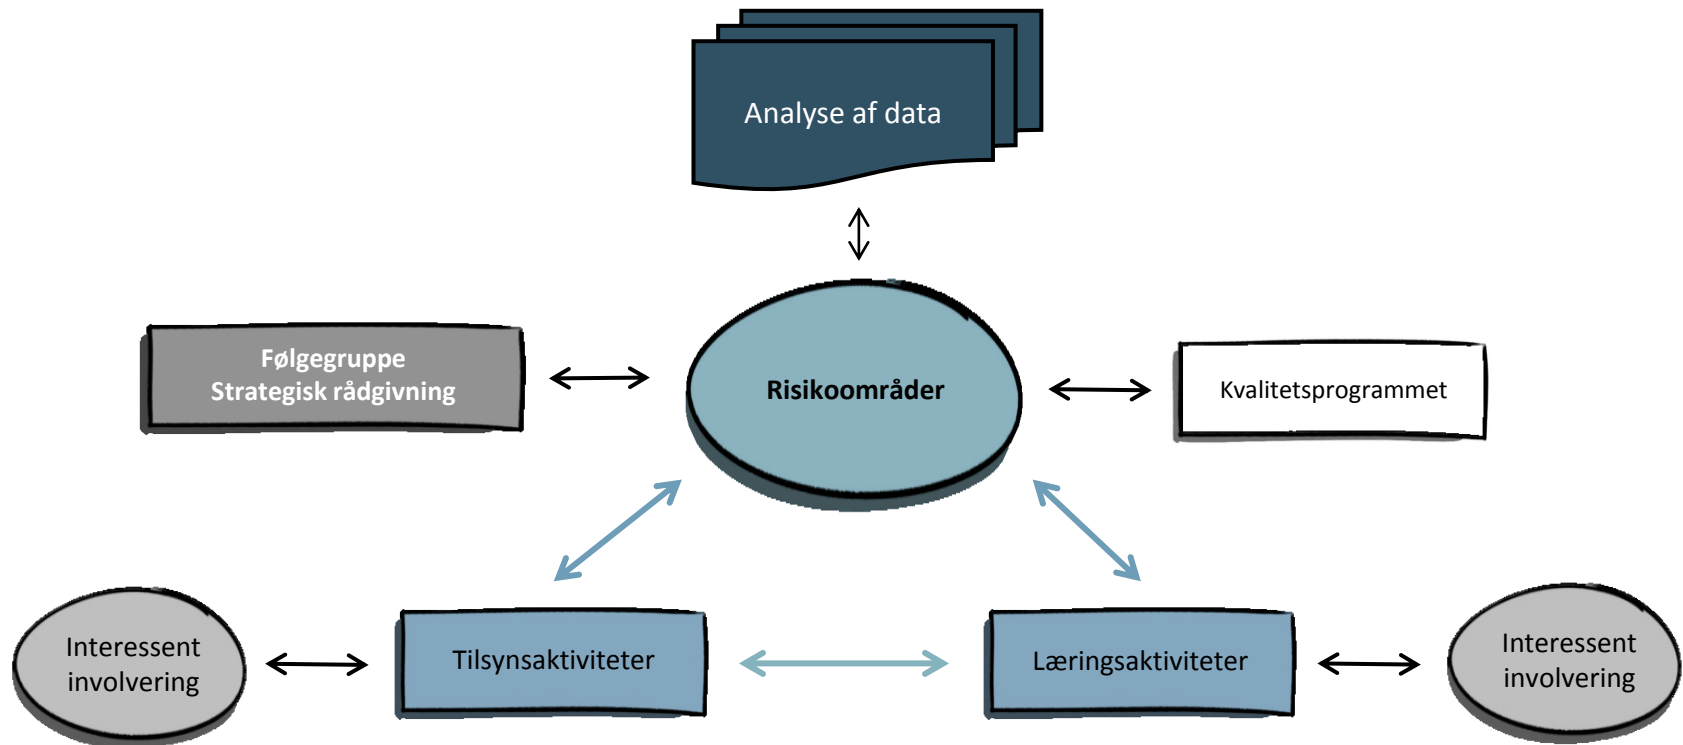 Analyse af data
Følgegruppe
Strategisk rådgivning
Risikoområder
Kvalitetsprogrammet
Interessent
involvering
Tilsynsaktiviteter
Læringsaktiviteter
Interessent
involvering